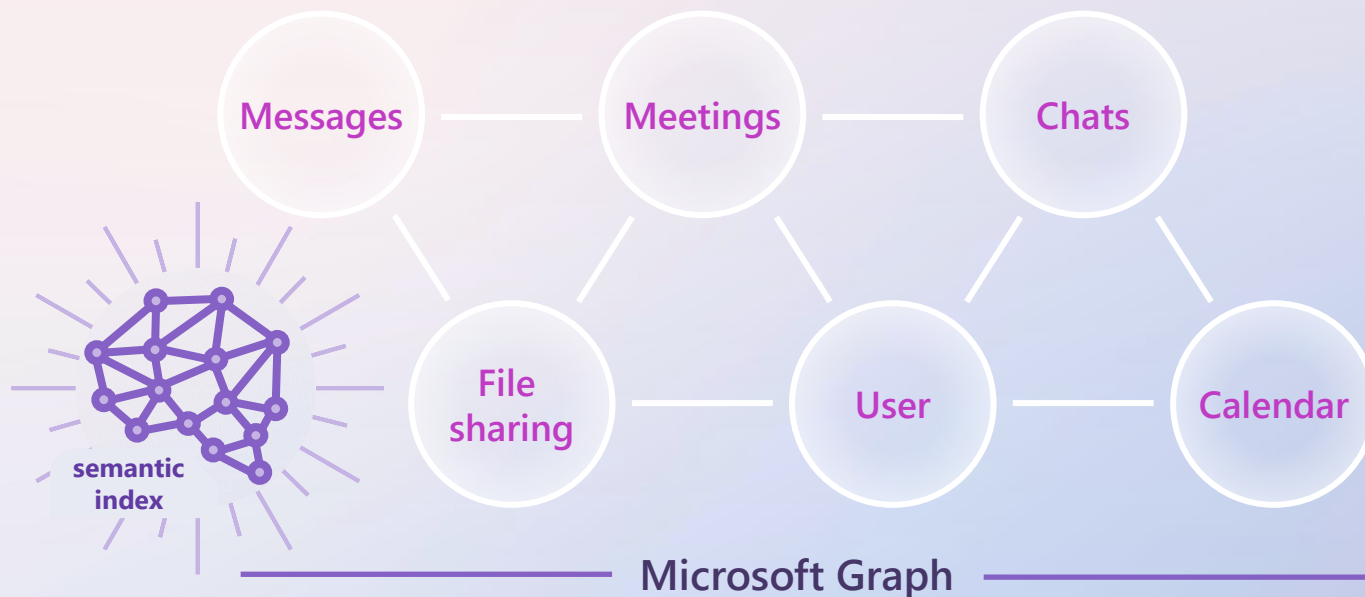 Messages
Meetings
Chats
File
sharing
User
Calendar
semantic
index
Microsoft Graph